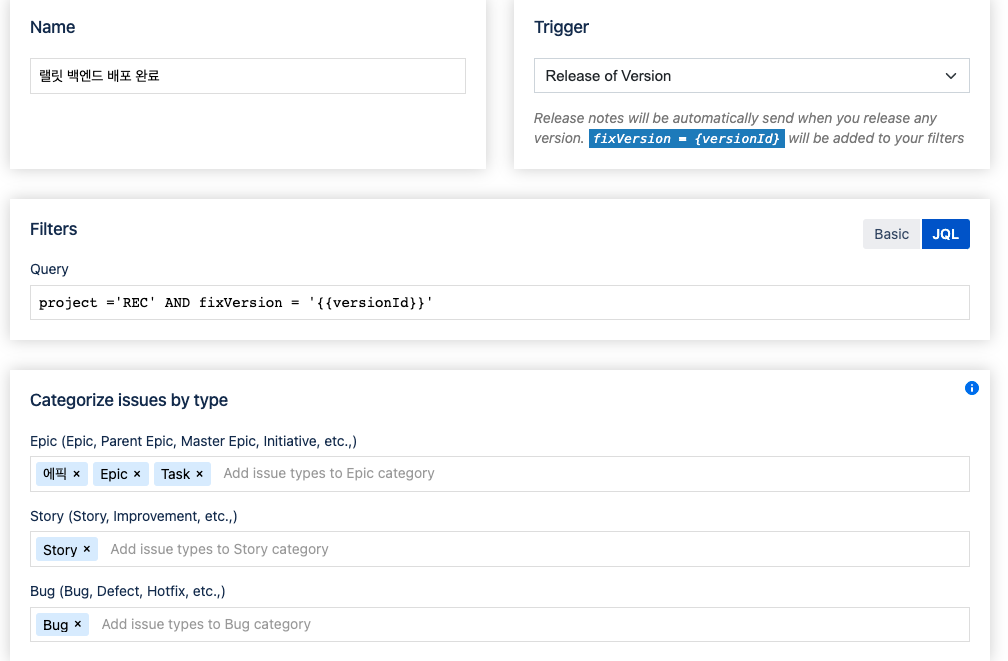 Name
랠릿 백엔드 배포 완료
Trigger
Release of Version
Release notes will be automatically send when you release any
version. fixVersion = {versionId} will be added to your filters
Filters
Basic JQL
Query
project ='REC' AND fixVersion = '{{versionId}}'
Categorize issues by type
Epic (Epic, Parent Epic, Master Epic, Initiative, etc.,)
에픽 × Epic × Task × Add issue types to Epic category
Story (Story, Improvement, etc.,)
Story × Add issue types to Story category
Bug (Bug, Defect, Hotfix, etc.,)
Bug × Add issue types to Bug category